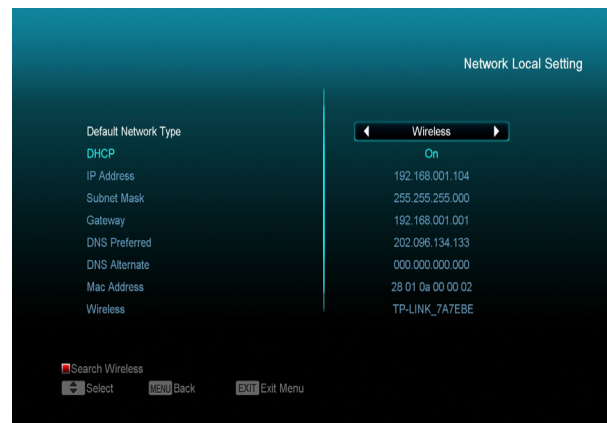 Network Local Setting
Default Network Type Wireless
DHCP On
IP Address 192.168.001.104
Subnet Mask 255.255.255.000
Gateway 192.168.001.001
DNS Preferred 202.096.134.133
DNS Alternate 000.000.000.000
Mac Address 28 01 0a 00 00 02
Wireless TP-LINK_7A7EBE
Search Wireless
Select MENU Back EXIT Exit Menu